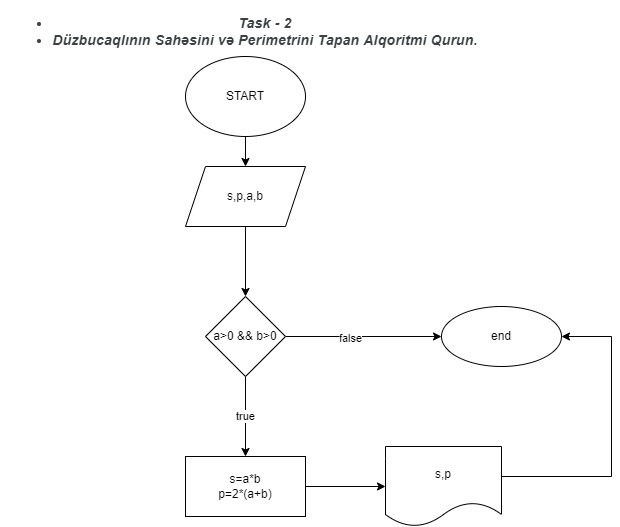 Task - 2
Düzbucaqlının Sahəsini və Perimetrini Tapan Alqoritmi Qurun.
START
s,p,a,b
a>0 && b>0
false
end
true
s=a*b
p=2*(a+b)
s,p